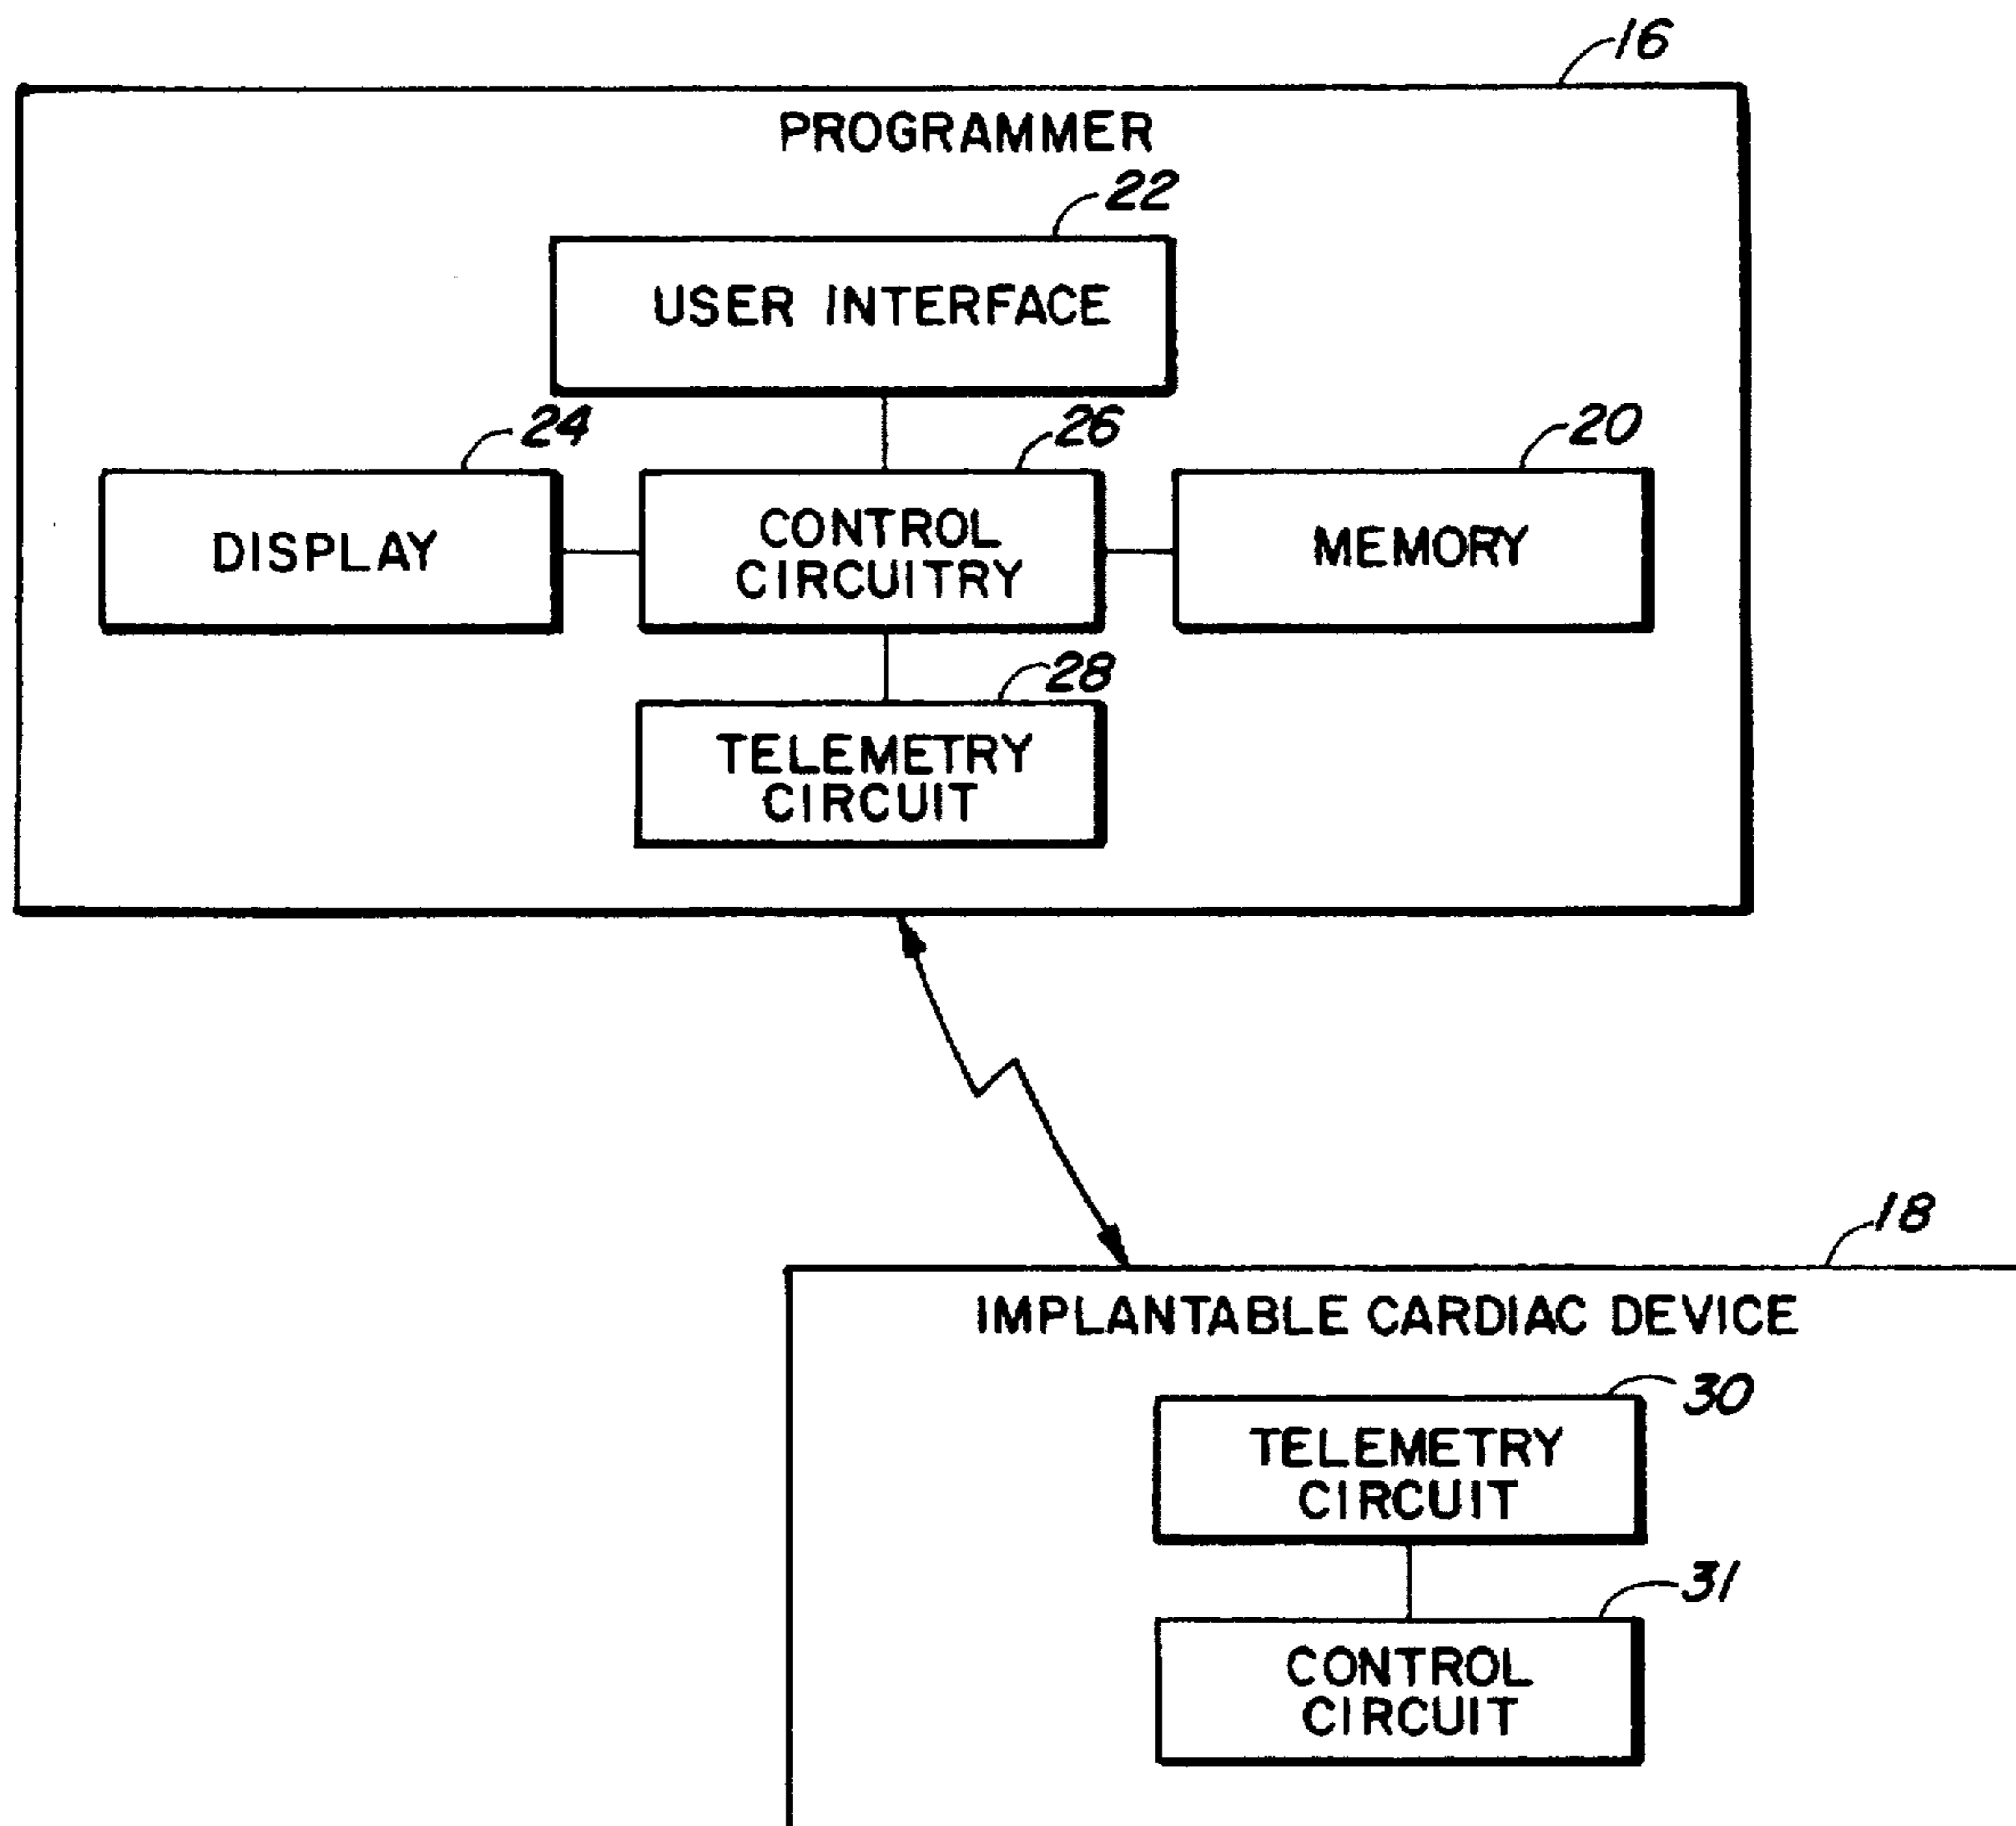 16
PROGRAMMER
22
USER INTERFACE
24
26
20
DISPLAY
CONTROL
CIRCUITRY
MEMORY
28
TELEMETRY
CIRCUIT
18
IMPLANTABLE CARDIAC DEVICE
30
TELEMETRY
CIRCUIT
31
CONTROL
CIRCUIT